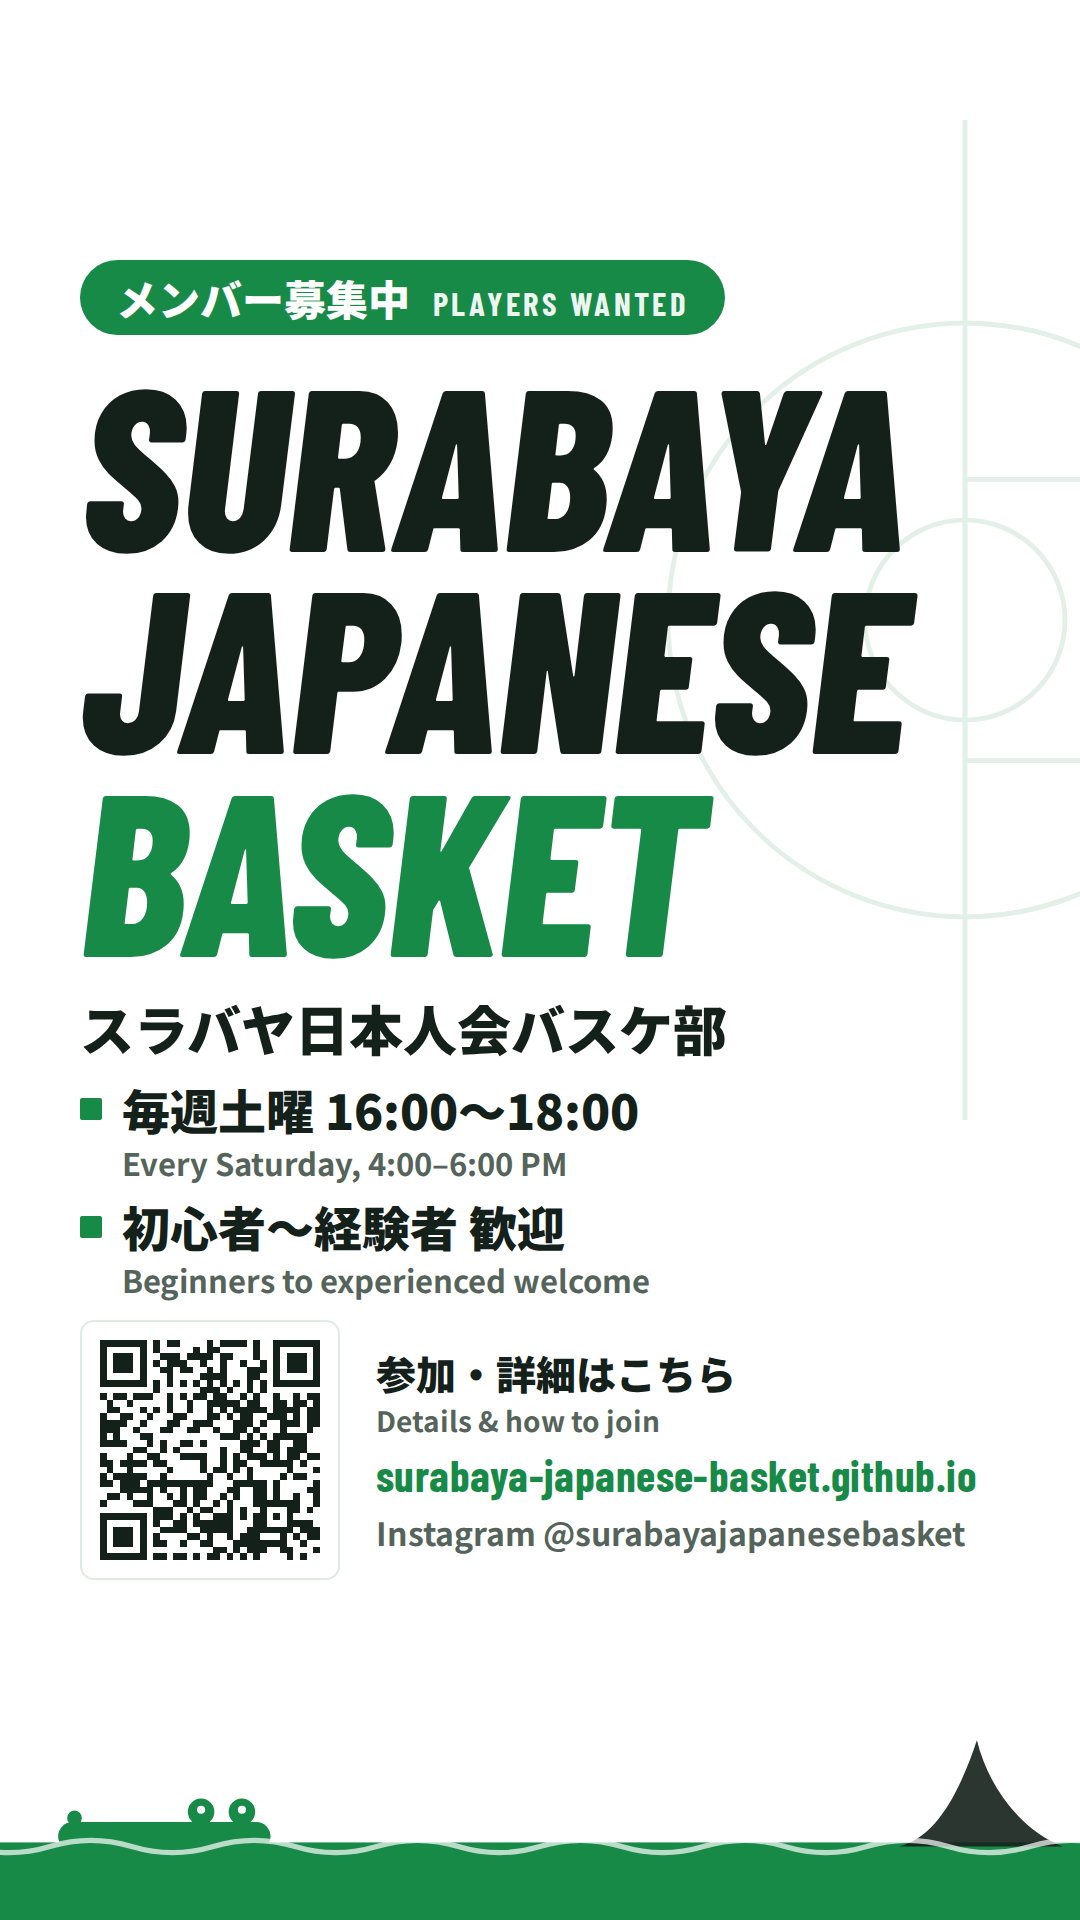 メンバー募集中 PLAYERS WANTED
SURABAYA
JAPANESE
BASKET
スラバヤ日本人会バスケ部
毎週土曜 16:00〜18:00
Every Saturday, 4:00–6:00 PM
初心者〜経験者 歓迎
Beginners to experienced welcome
参加・詳細はこちら
Details & how to join
surabaya-japanese-basket.github.io
Instagram @surabayajapanesebasket